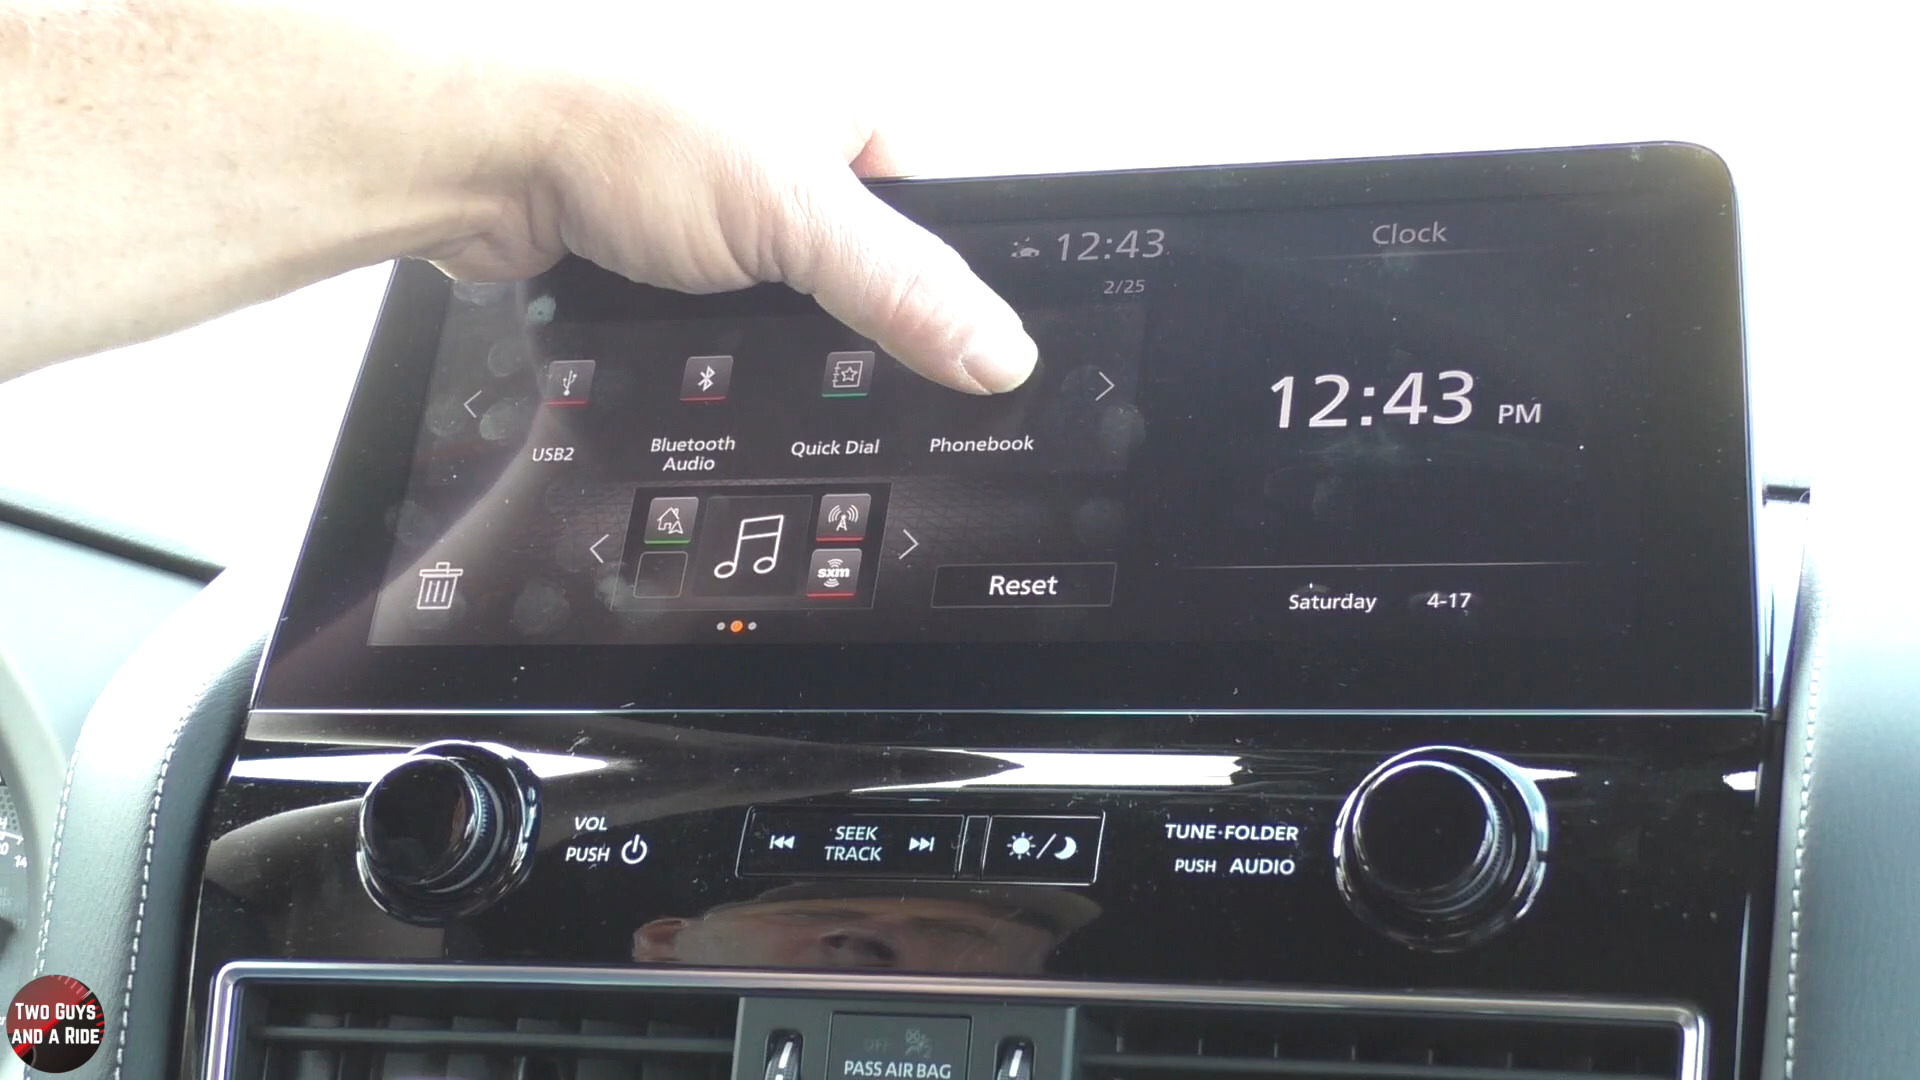 12:43
2/25
Clock
USB2
Bluetooth
Audio
Quick Dial
Phonebook
12:43 PM
sxm
Reset
Saturday 4-17
VOL
PUSH
SEEK
TRACK
TUNE·FOLDER
PUSH AUDIO
PASS AIR BAG
TWO GUYS
AND A RIDE